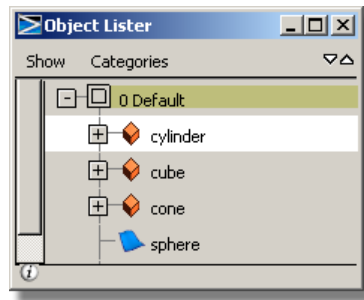 Object Lister
Show Categories
0 Default
cylinder
cube
cone
sphere
i